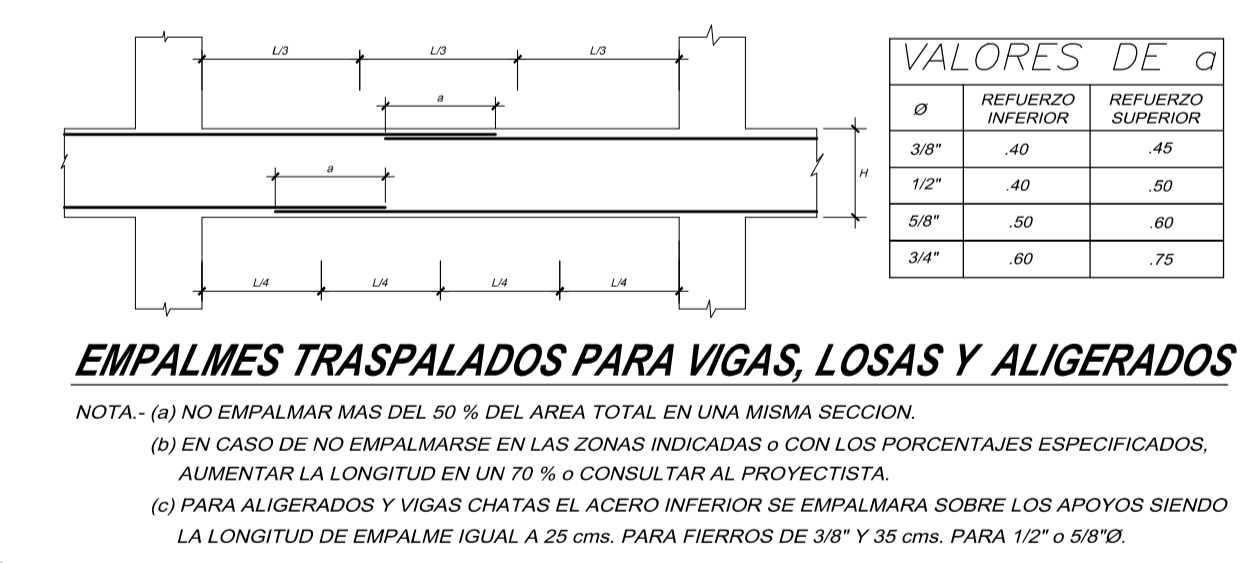 L/3 L/3 L/3
a
a
H
L/4 L/4 L/4 L/4
VALORES DE a
Ø REFUERZO INFERIOR REFUERZO SUPERIOR
3/8" .40 .45
1/2" .40 .50
5/8" .50 .60
3/4" .60 .75
EMPALMES TRASPALADOS PARA VIGAS, LOSAS Y ALIGERADOS
NOTA.- (a) NO EMPALMAR MAS DEL 50 % DEL AREA TOTAL EN UNA MISMA SECCION.
(b) EN CASO DE NO EMPALMARSE EN LAS ZONAS INDICADAS o CON LOS PORCENTAJES ESPECIFICADOS,
AUMENTAR LA LONGITUD EN UN 70 % o CONSULTAR AL PROYECTISTA.
(c) PARA ALIGERADOS Y VIGAS CHATAS EL ACERO INFERIOR SE EMPALMARA SOBRE LOS APOYOS SIENDO
LA LONGITUD DE EMPALME IGUAL A 25 cms. PARA FIERROS DE 3/8" Y 35 cms. PARA 1/2" o 5/8"Ø.